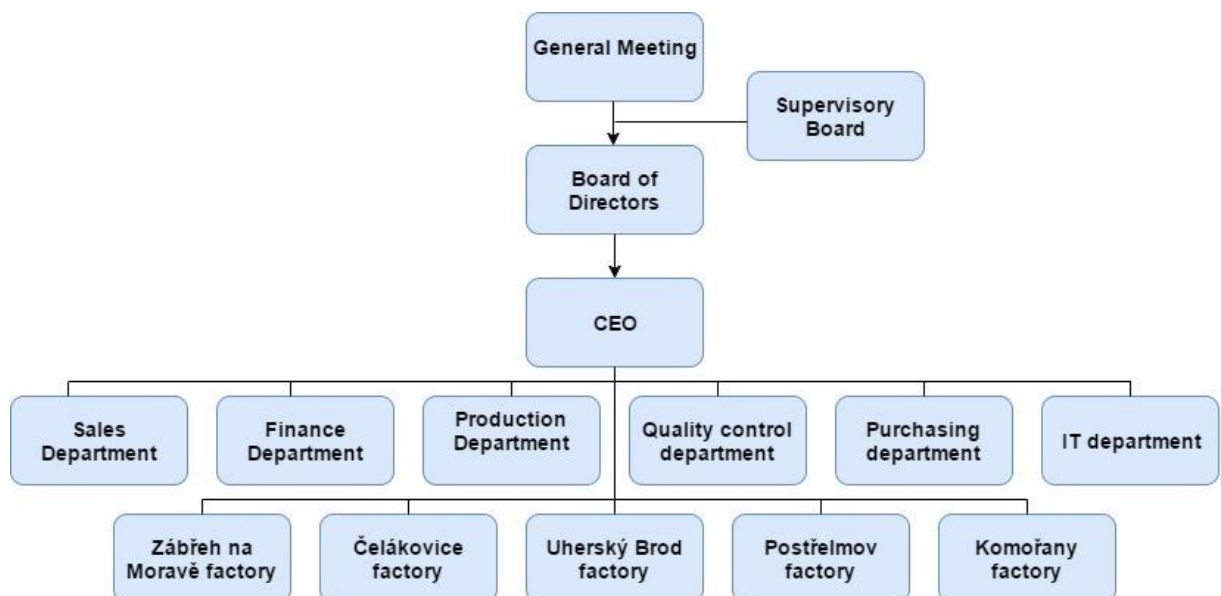 General Meeting
Supervisory
Board
Board of
Directors
CEO
Sales
Department
Finance
Department
Production
Department
Quality control
department
Purchasing
department
IT department
Zábřeh na
Moravě factory
Čelákovice
factory
Uherský Brod
factory
Postřelmov
factory
Komořany
factory